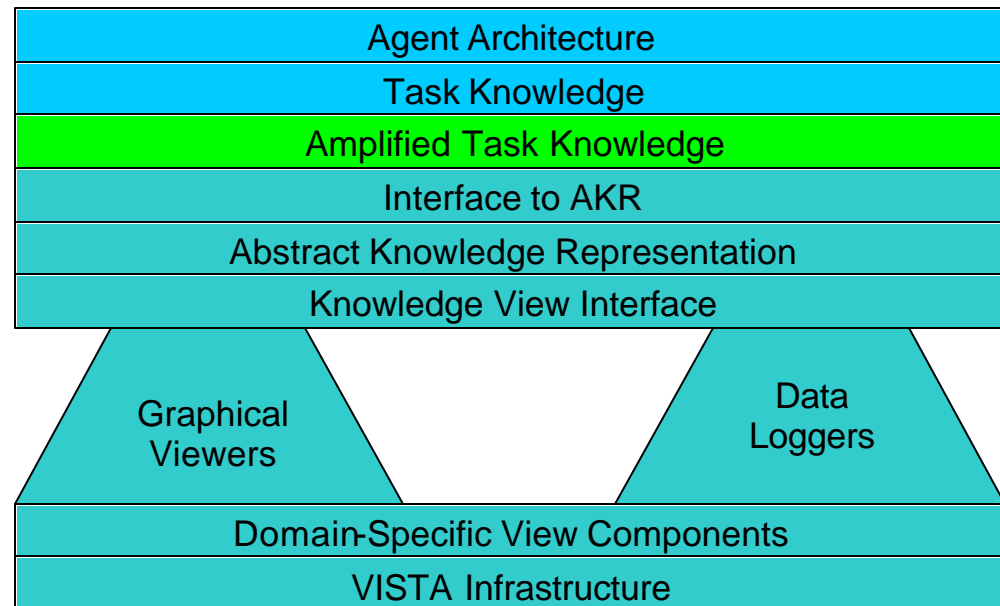 Agent Architecture
Task Knowledge
Amplified Task Knowledge
Interface to AKR
Abstract Knowledge Representation
Knowledge View Interface
Graphical
Viewers
Data
Loggers
Domain-Specific View Components
VISTA Infrastructure